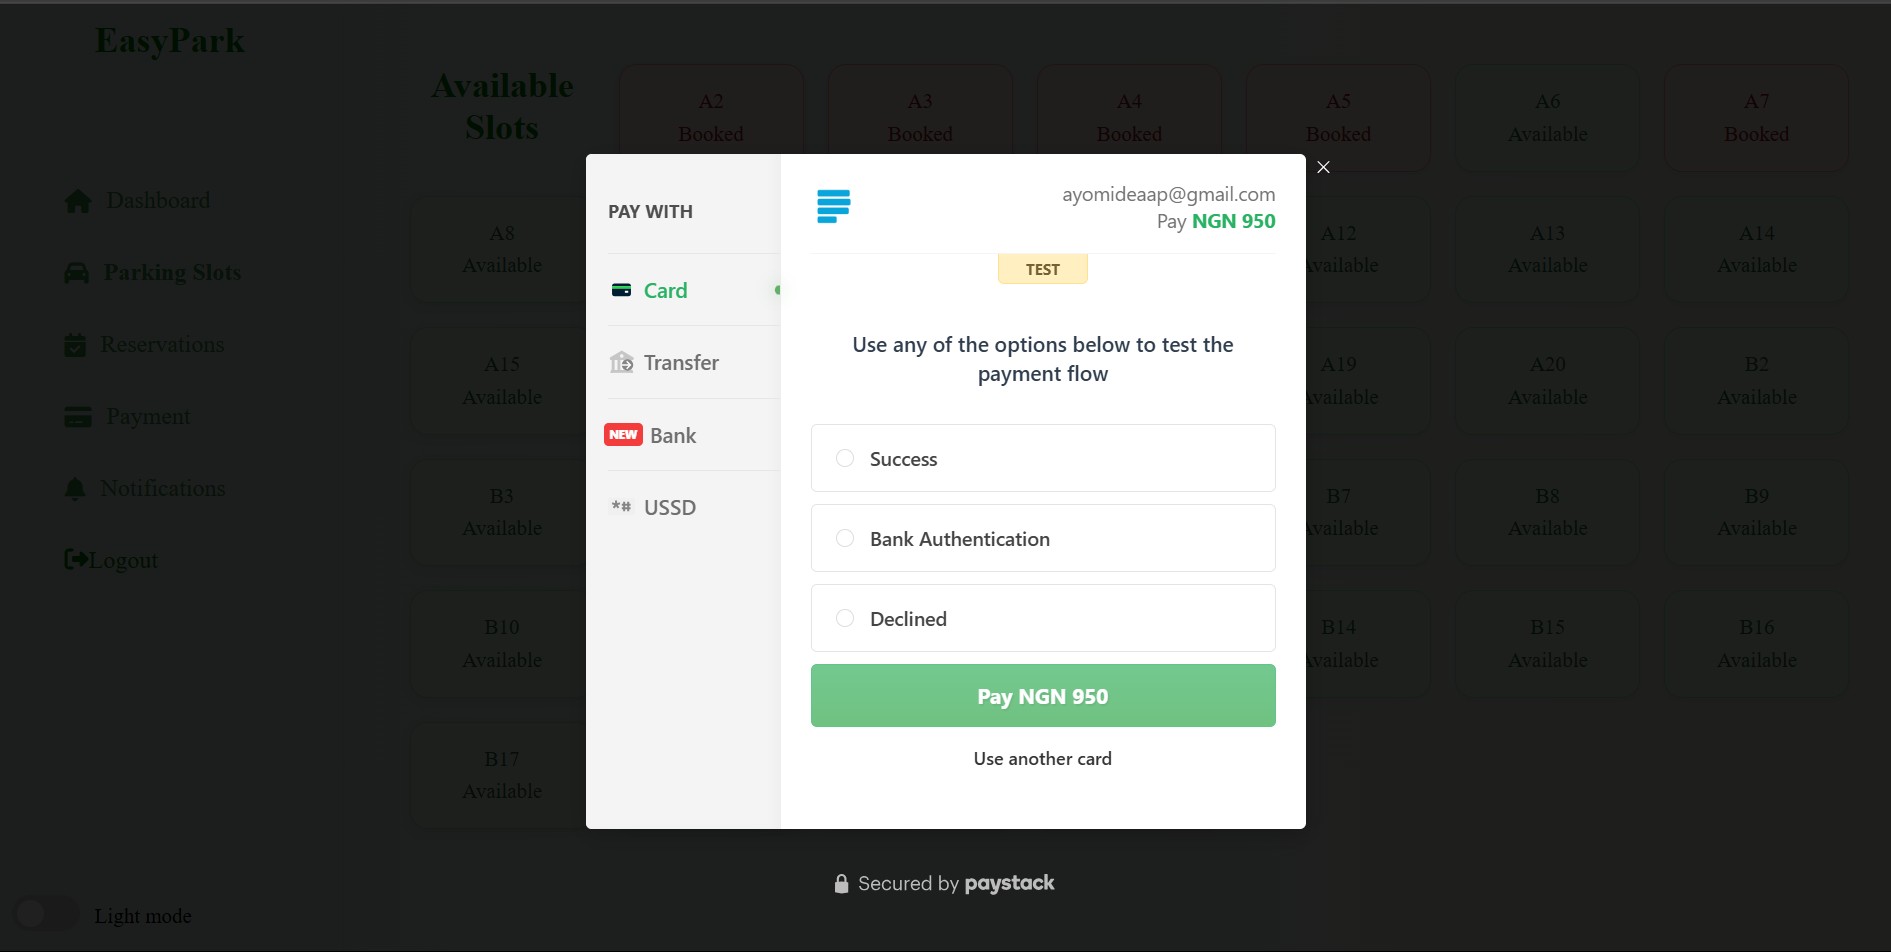 EasyPark
Dashboard
Parking Slots
Reservations
Payment
Notifications
Logout
Light mode
Available
Slots
A2
Booked
A3
Booked
A4
Booked
A5
Booked
A6
Available
A7
Booked
A8
Available
A12
Available
A13
Available
A14
Available
A15
Available
A19
Available
A20
Available
B2
Available
B3
Available
B7
Available
B8
Available
B9
Available
B10
Available
B14
Available
B15
Available
B16
Available
B17
Available
PAY WITH
Card
Transfer
NEW Bank
*# USSD
ayomideaap@gmail.com
Pay NGN 950
TEST
Use any of the options below to test the
payment flow
Success
Bank Authentication
Declined
Pay NGN 950
Use another card
Secured by paystack